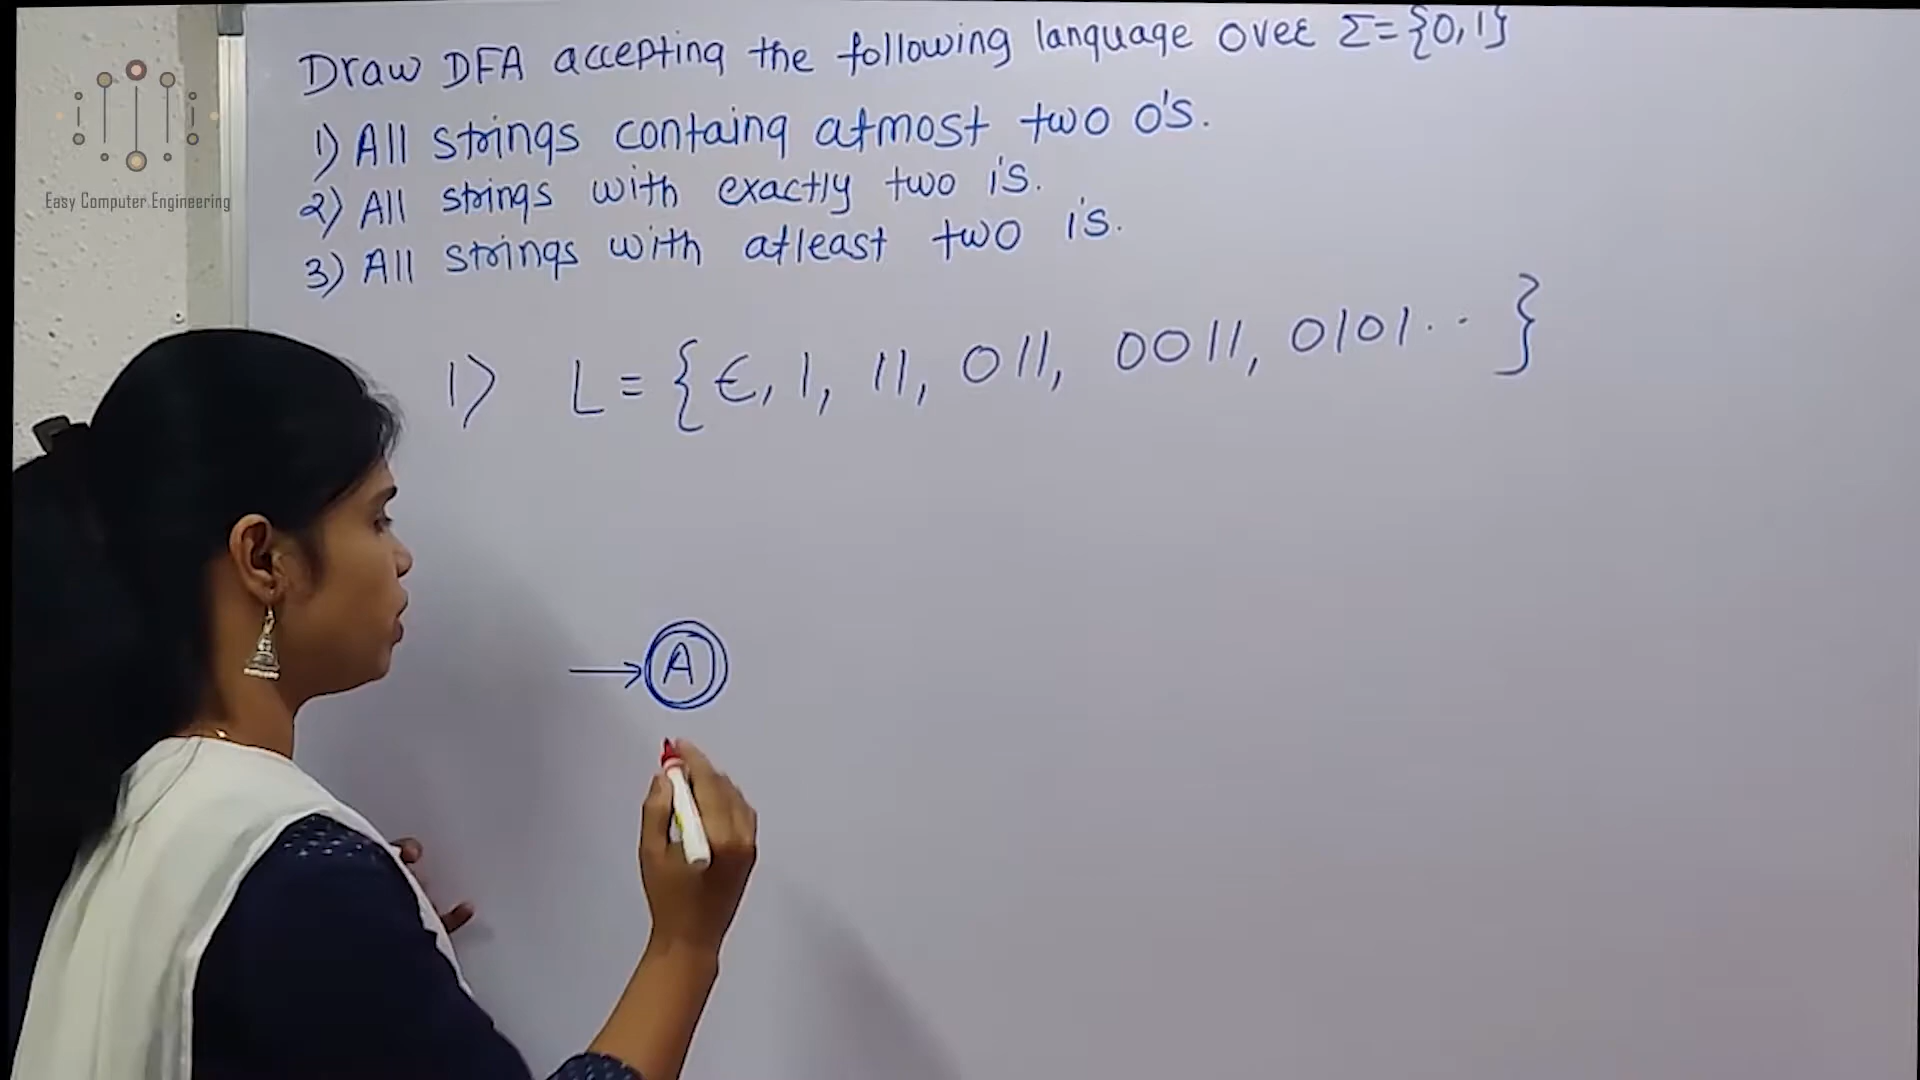 Draw DFA accepting the following language over Σ={0,1}
1) All strings containg atmost two 0's.
2) All strings with exactly two 1's.
3) All strings with atleast two 1's.
1) L = {ϵ, 1, 11, 011, 0011, 0101.. }
A
Easy Computer Engineering